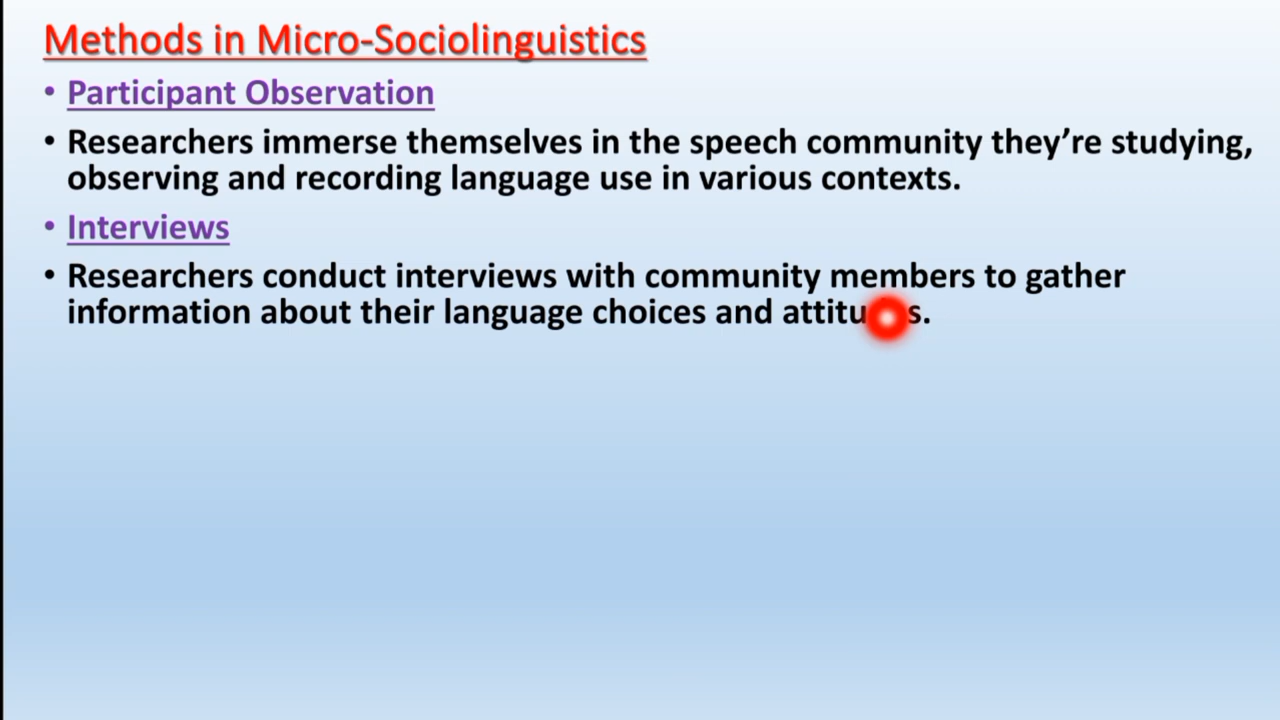 Methods in Micro-Sociolinguistics
• Participant Observation
• Researchers immerse themselves in the speech community they’re studying,
observing and recording language use in various contexts.
• Interviews
• Researchers conduct interviews with community members to gather
information about their language choices and